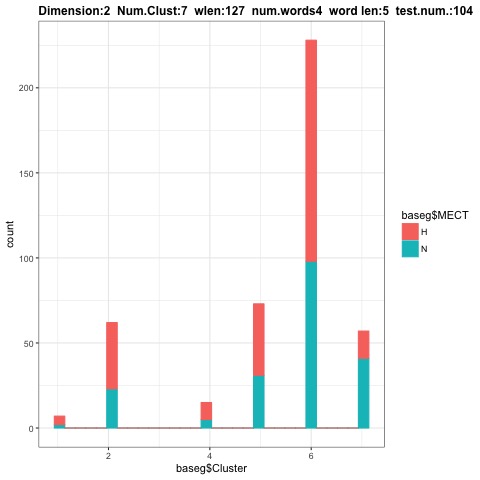 Dimension:2 Num.Clust:7 wlen:127 num.words4 word len:5 test.num.:104
200
150
100
50
0
count
2 4 6
baseg$Cluster
baseg$MECT
H
N